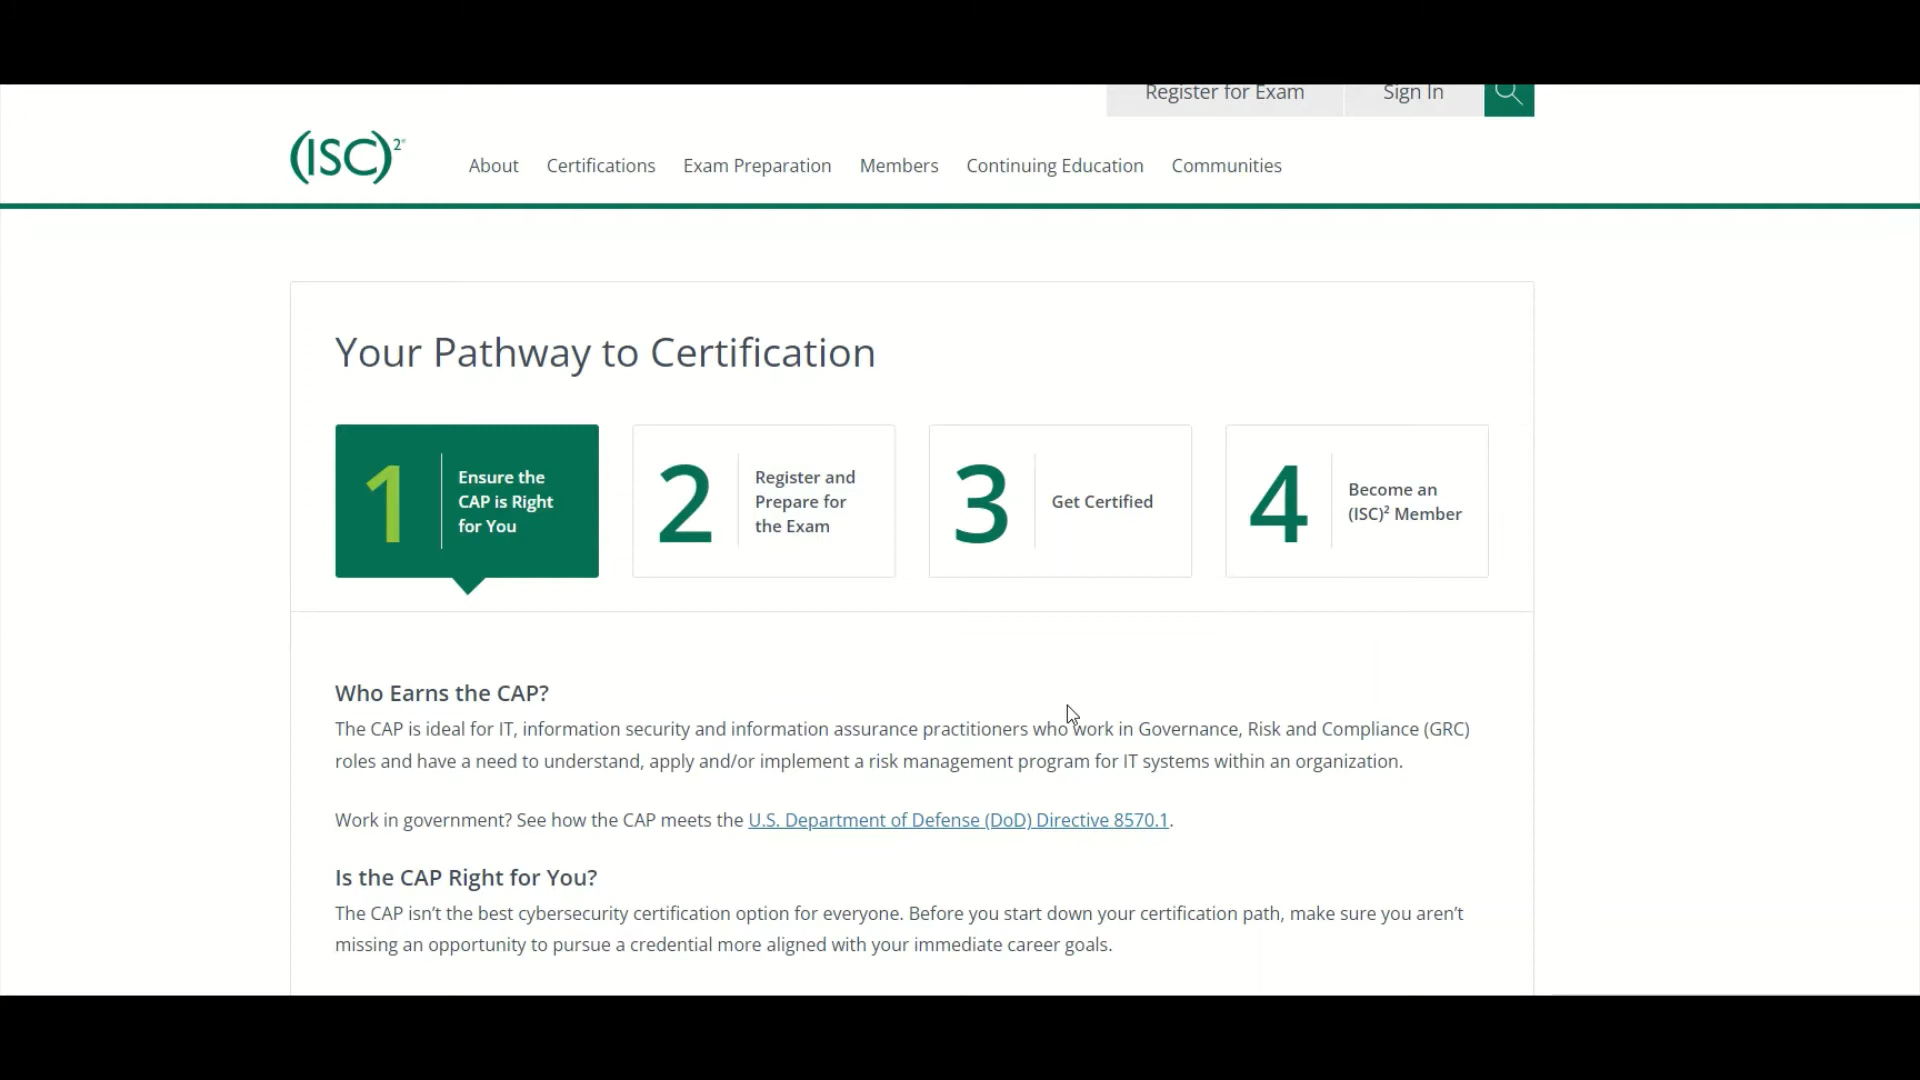 Register for Exam Sign In
(ISC)²® About Certifications Exam Preparation Members Continuing Education Communities
Your Pathway to Certification
1 Ensure the CAP is Right for You
2 Register and Prepare for the Exam
3 Get Certified
4 Become an (ISC)² Member
Who Earns the CAP?
The CAP is ideal for IT, information security and information assurance practitioners who work in Governance, Risk and Compliance (GRC)
roles and have a need to understand, apply and/or implement a risk management program for IT systems within an organization.
Work in government? See how the CAP meets the U.S. Department of Defense (DoD) Directive 8570.1.
Is the CAP Right for You?
The CAP isn’t the best cybersecurity certification option for everyone. Before you start down your certification path, make sure you aren’t
missing an opportunity to pursue a credential more aligned with your immediate career goals.